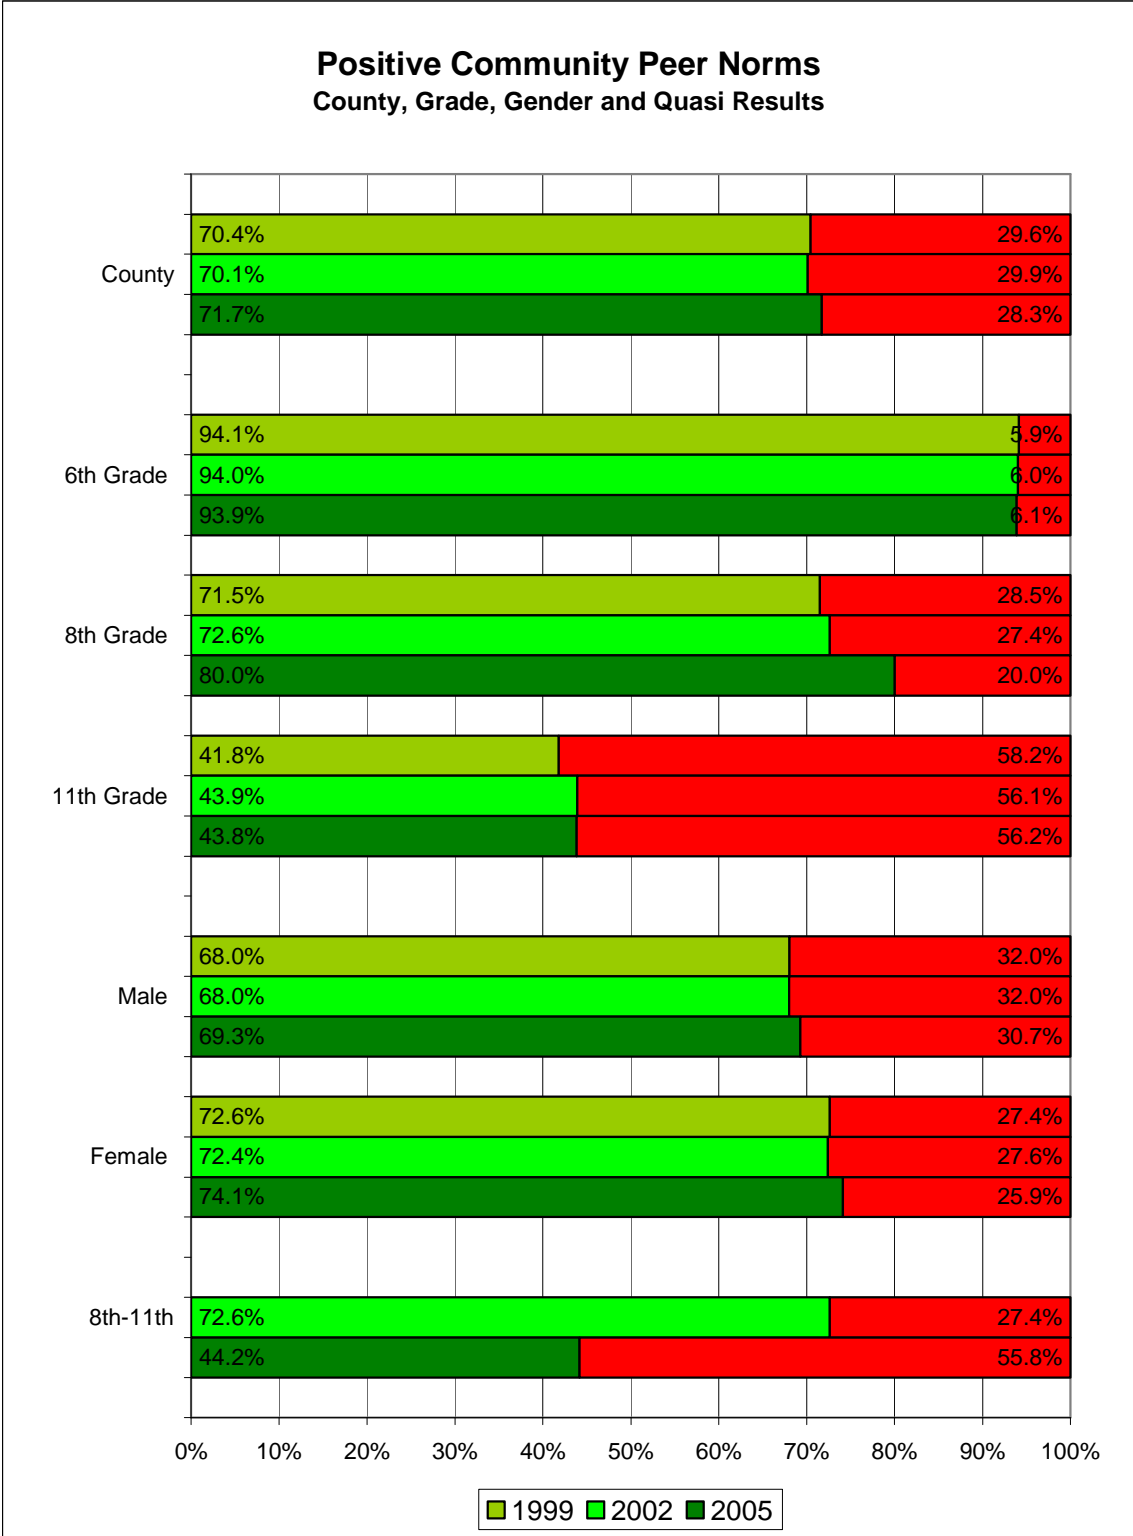 Positive Community Peer Norms
County, Grade, Gender and Quasi Results
70.4% 29.6%
County 70.1% 29.9%
71.7% 28.3%
94.1% 5.9%
6th Grade 94.0% 6.0%
93.9% 6.1%
71.5% 28.5%
8th Grade 72.6% 27.4%
80.0% 20.0%
41.8% 58.2%
11th Grade 43.9% 56.1%
43.8% 56.2%
68.0% 32.0%
Male 68.0% 32.0%
69.3% 30.7%
72.6% 27.4%
Female 72.4% 27.6%
74.1% 25.9%
8th-11th 72.6% 27.4%
44.2% 55.8%
0% 10% 20% 30% 40% 50% 60% 70% 80% 90% 100%
1999 2002 2005